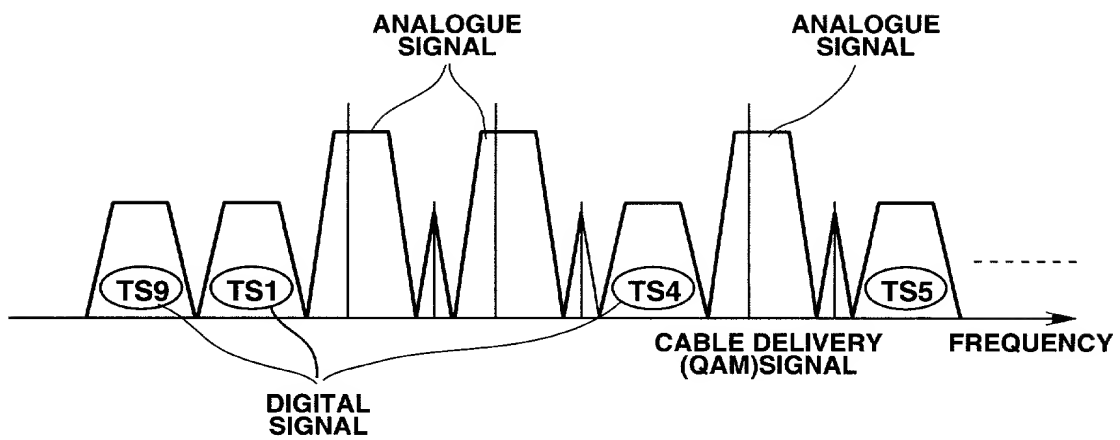 ANALOGUE
SIGNAL
ANALOGUE
SIGNAL
TS9
TS1
TS4
TS5
CABLE DELIVERY
(QAM)SIGNAL
FREQUENCY
DIGITAL
SIGNAL